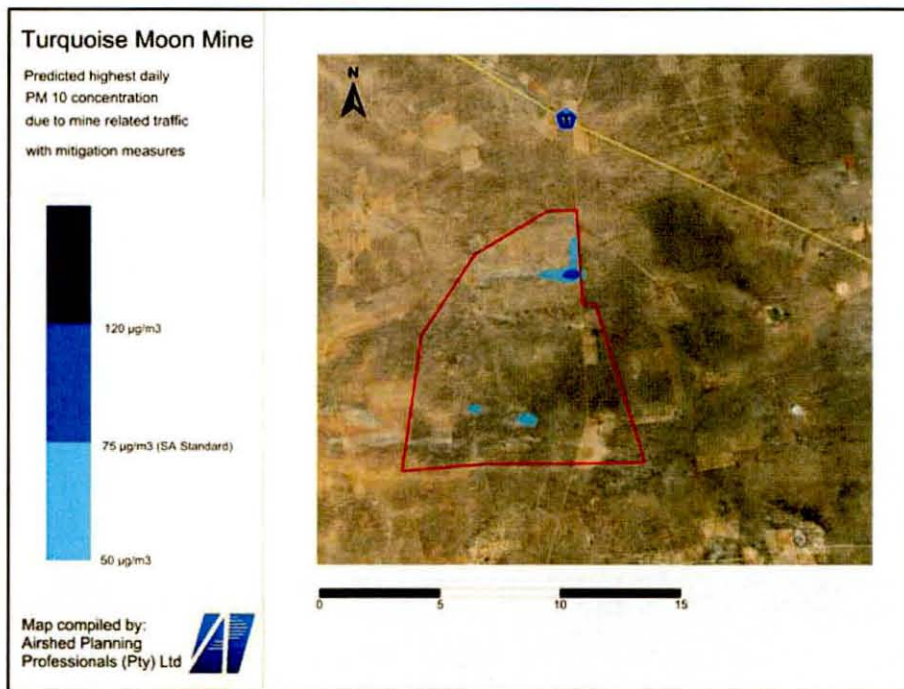 Turquoise Moon Mine
Predicted highest daily
PM 10 concentration
due to mine related traffic
with mitigation measures
120 µg/m3
75 µg/m3 (SA Standard)
50 µg/m3
Map compiled by:
Airshed Planning
Professionals (Pty) Ltd
N
11
0 5 10 15